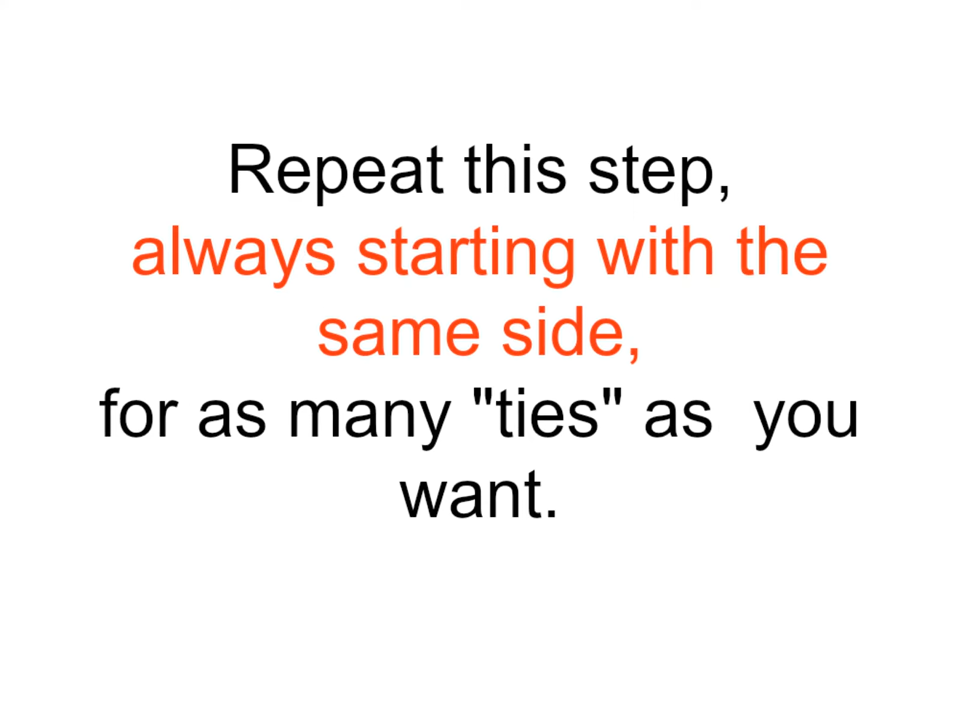 Repeat this step,
always starting with the
same side,
for as many "ties" as  you
want.